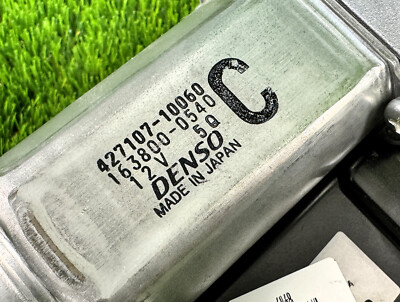 427107-10060
163800-0540
12V 5Ω
DENSO
MADE IN JAPAN
C